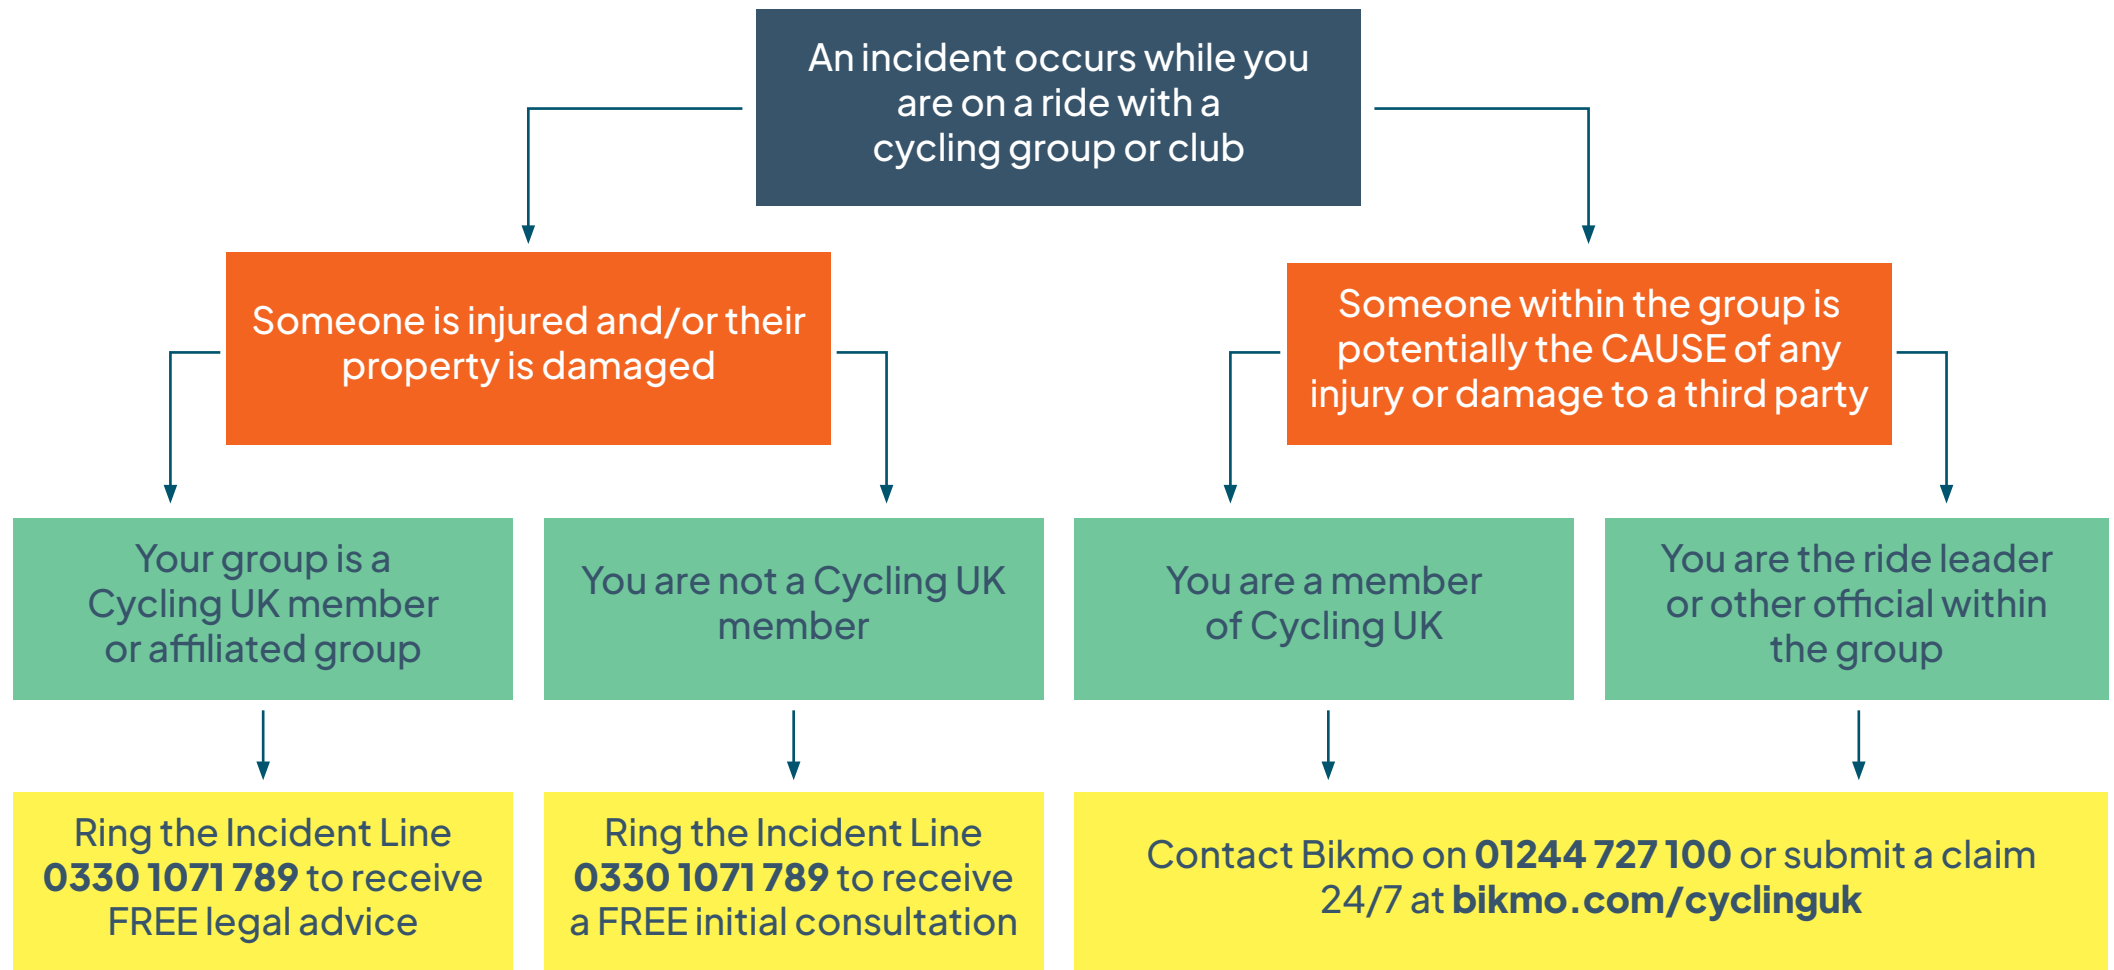 An incident occurs while you
are on a ride with a
cycling group or club
Someone is injured and/or their
property is damaged
Someone within the group is
potentially the CAUSE of any
injury or damage to a third party
Your group is a
Cycling UK member
or affiliated group
You are not a Cycling UK
member
You are a member
of Cycling UK
You are the ride leader
or other official within
the group
Ring the Incident Line
0330 1071 789 to receive
FREE legal advice
Ring the Incident Line
0330 1071 789 to receive
a FREE initial consultation
Contact Bikmo on 01244 727 100 or submit a claim
24/7 at bikmo.com/cyclinguk